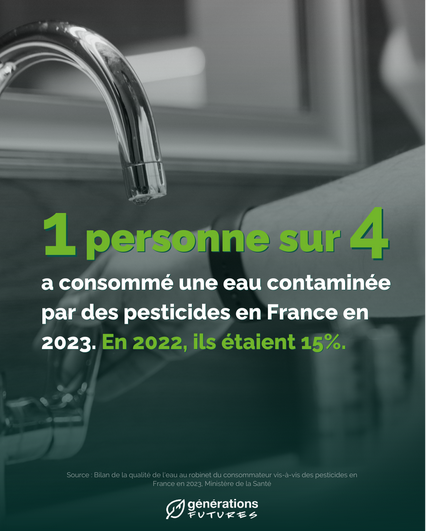 1 personne sur 4
a consommé une eau contaminée
par des pesticides en France en
2023. En 2022, ils étaient 15%.
Source : Bilan de la qualité de l'eau au robinet du consommateur vis-à-vis des pesticides en
France en 2023, Ministère de la Santé
générations
FUTURES